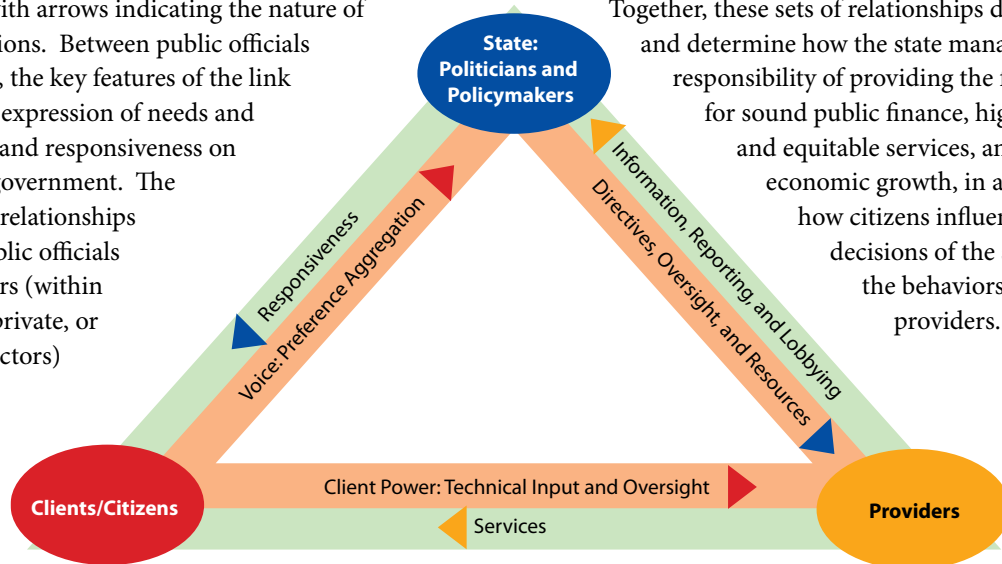 with arrows indicating the nature of
ions. Between public officials
, the key features of the link
expression of needs and
and responsiveness on
government. The
relationships
blic officials
rs (within
private, or
ctors)
Together, these sets of relationships d
and determine how the state mana
responsibility of providing the
for sound public finance, hig
and equitable services, an
economic growth, in a
how citizens influen
decisions of the
the behaviors
providers.
State:
Politicians and
Policymakers
Responsiveness
Voice: Preference Aggregation
Information, Reporting, and Lobbying
Directives, Oversight, and Resources
Clients/Citizens
Client Power: Technical Input and Oversight
Services
Providers